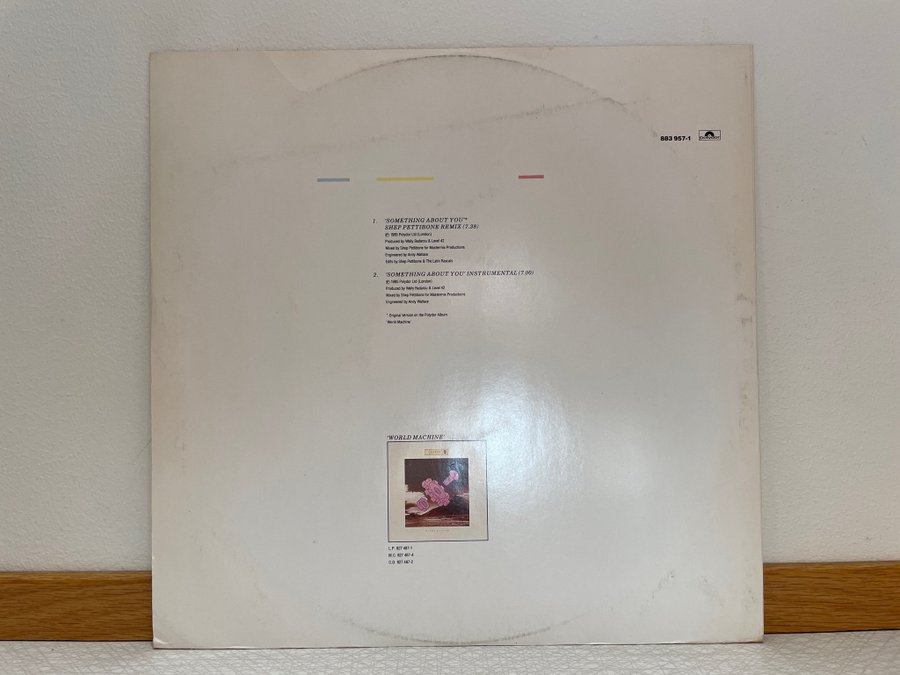 883 957-1
polydor
1. 'SOMETHING ABOUT YOU'*
SHEP PETTIBONE REMIX (7.38)
℗ 1985 Polydor Ltd (London)
Produced by Wally Badarou & Level 42
Mixed by Shep Pettibone for Mastermix Productions
Engineered by Andy Wallace
Edits by Shep Pettibone & The Latin Rascals
2. 'SOMETHING ABOUT YOU' INSTRUMENTAL (7.00)
℗ 1985 Polydor Ltd (London)
Produced by Wally Badarou & Level 42
Mixed by Shep Pettibone for Mastermix Productions
Engineered by Andy Wallace
* Original Version on the Polydor Album
'World Machine'
'WORLD MACHINE'
L.P. 827 487-1
M.C. 827 487-4
C.D. 827 487-2